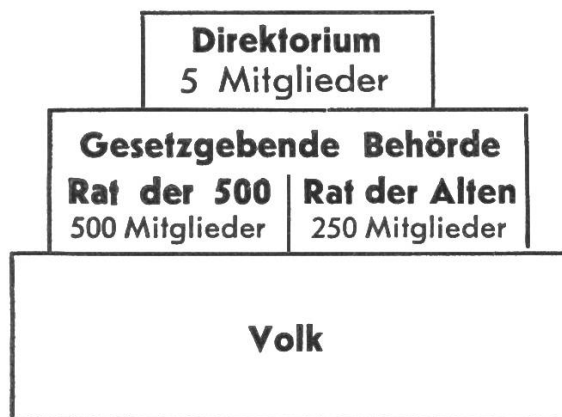 Direktorium
5 Mitglieder
Gesetzgebende Behörde
Rat der 500
500 Mitglieder
Rat der Alten
250 Mitglieder
Volk